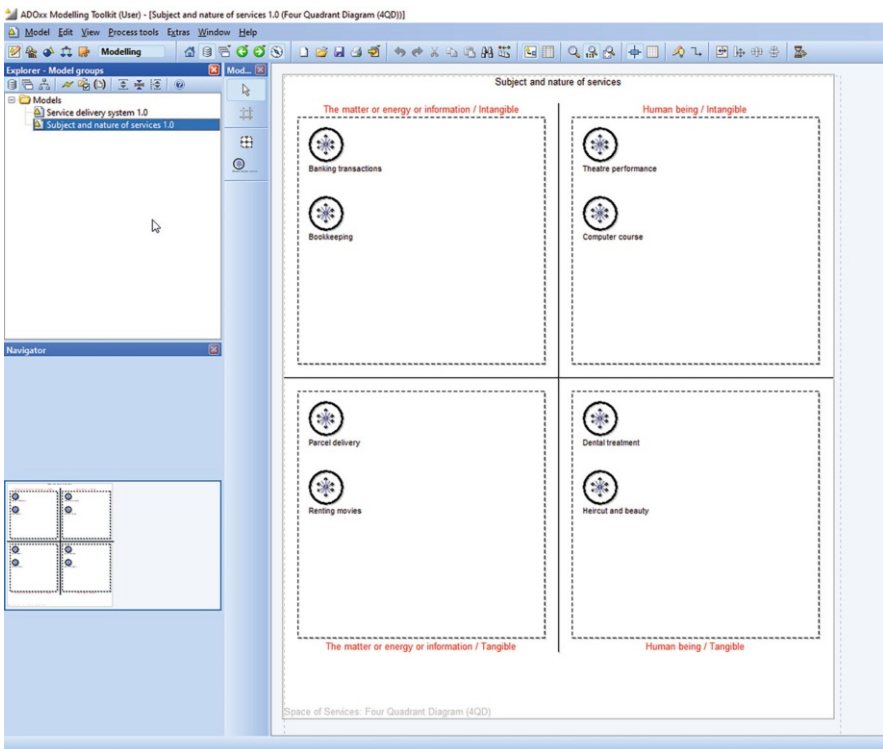 ADOxx Modelling Toolkit (User) - [Subject and nature of services 1.0 (Four Quadrant Diagram (4QD))]
Model Edit View Process tools Extras Window Help
Modelling
Explorer - Model groups
Mod...
Models
Service delivery system 1.0
Subject and nature of services 1.0
Navigator
Subject and nature of services
The matter or energy or information / Intangible
Human being / Intangible
Banking transactions
Theatre performance
Bookkeeping
Computer course
Parcel delivery
Dental treatment
Renting movies
Heircut and beauty
The matter or energy or information / Tangible
Human being / Tangible
Space of Services: Four Quadrant Diagram (4QD)